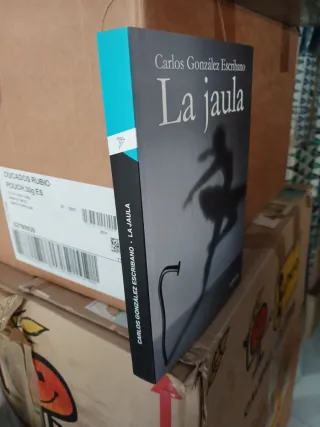 Carlos González Escribano
La jaula
CARLOS GONZÁLEZ ESCRIBANO - LA JAULA
DUCADOS RUBIO
POUCH 30g ES